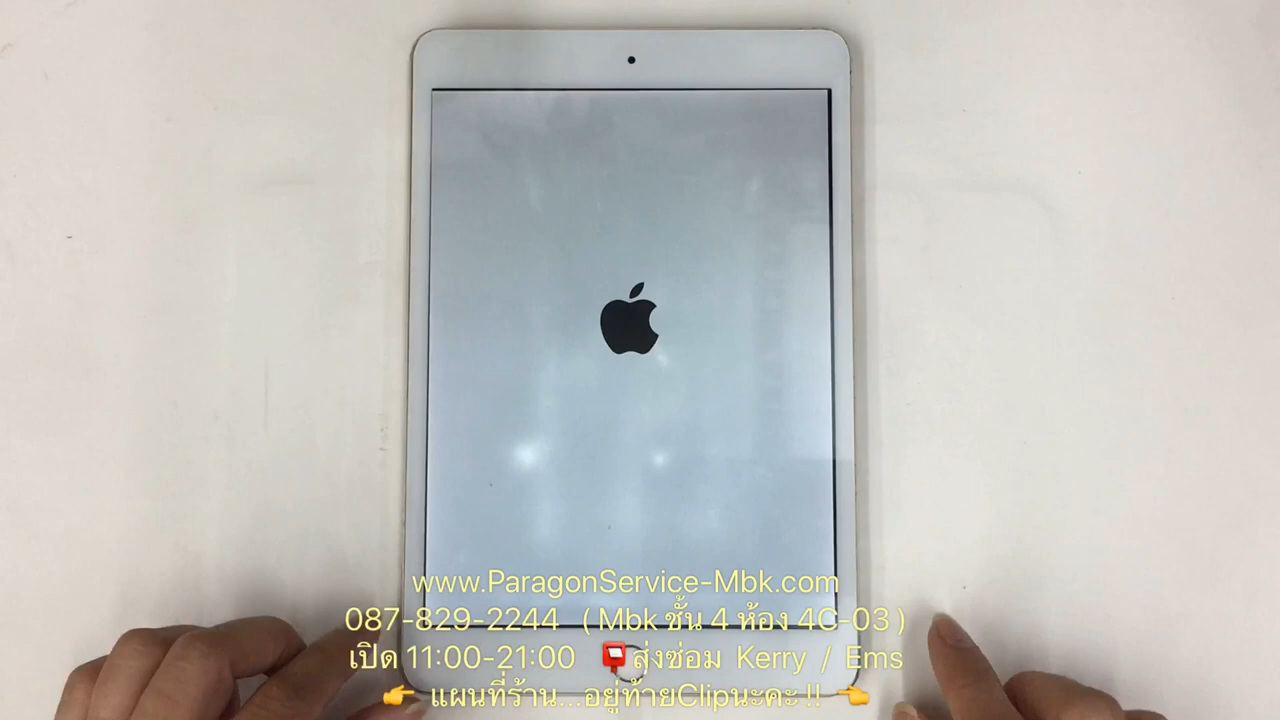 www.ParagonService-Mbk.com
087-829-2244 ( Mbk ชั้น 4 ห้อง 4C-03 )
เปิด 11:00-21:00 📮ส่งซ่อม Kerry / Ems
👉 แผนที่ร้าน...อยู่ท้ายClipนะคะ !! 👈